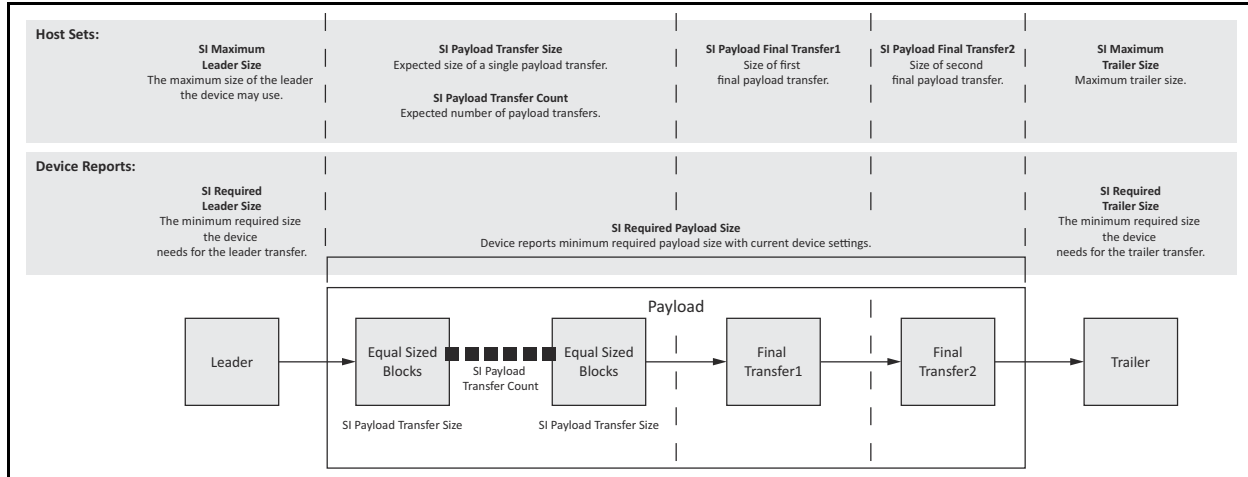 Host Sets:
SI Maximum
Leader Size
The maximum size of the leader
the device may use.
SI Payload Transfer Size
Expected size of a single payload transfer.
SI Payload Transfer Count
Expected number of payload transfers.
SI Payload Final Transfer1
Size of first
final payload transfer.
SI Payload Final Transfer2
Size of second
final payload transfer.
SI Maximum
Trailer Size
Maximum trailer size.
Device Reports:
SI Required
Leader Size
The minimum required size
the device
needs for the leader transfer.
SI Required Payload Size
Device reports minimum required payload size with current device settings.
SI Required
Trailer Size
The minimum required size
the device
needs for the trailer transfer.
Payload
Leader
Equal Sized
Blocks
SI Payload
Transfer Count
Equal Sized
Blocks
Final
Transfer1
Final
Transfer2
Trailer
SI Payload Transfer Size
SI Payload Transfer Size